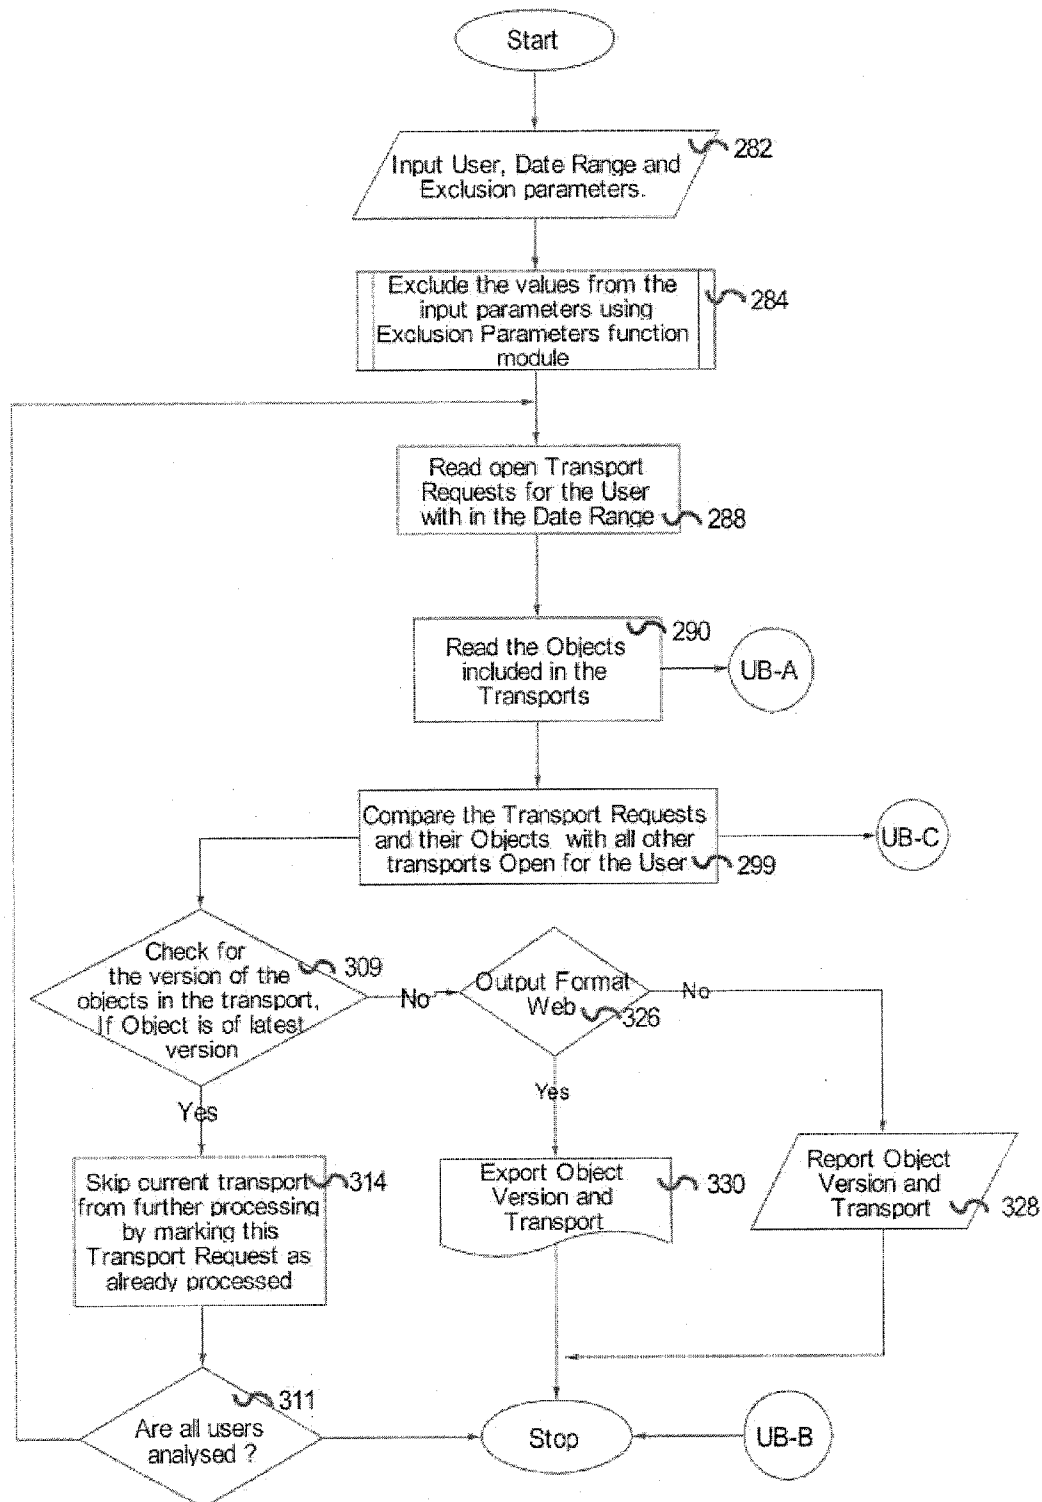 Start
Input User, Date Range and
Exclusion parameters.
282
Exclude the values from the
input parameters using
Exclusion Parameters function
module
284
Read open Transport
Requests for the User
with in the Date Range
288
290
Read the Objects
included in the
Transports
UB-A
Compare the Transport Requests
and their Objects with all other
transports Open for the User
299
UB-C
Check for
the version of the
objects in the transport,
If Object is of latest
version
309
No
Output Format
Web
326
No
Yes
Yes
Skip current transport
from further processing
by marking this
Transport Request as
already processed
314
Export Object
Version and
Transport
330
Report Object
Version and
Transport
328
311
Are all users
analysed ?
Stop
UB-B